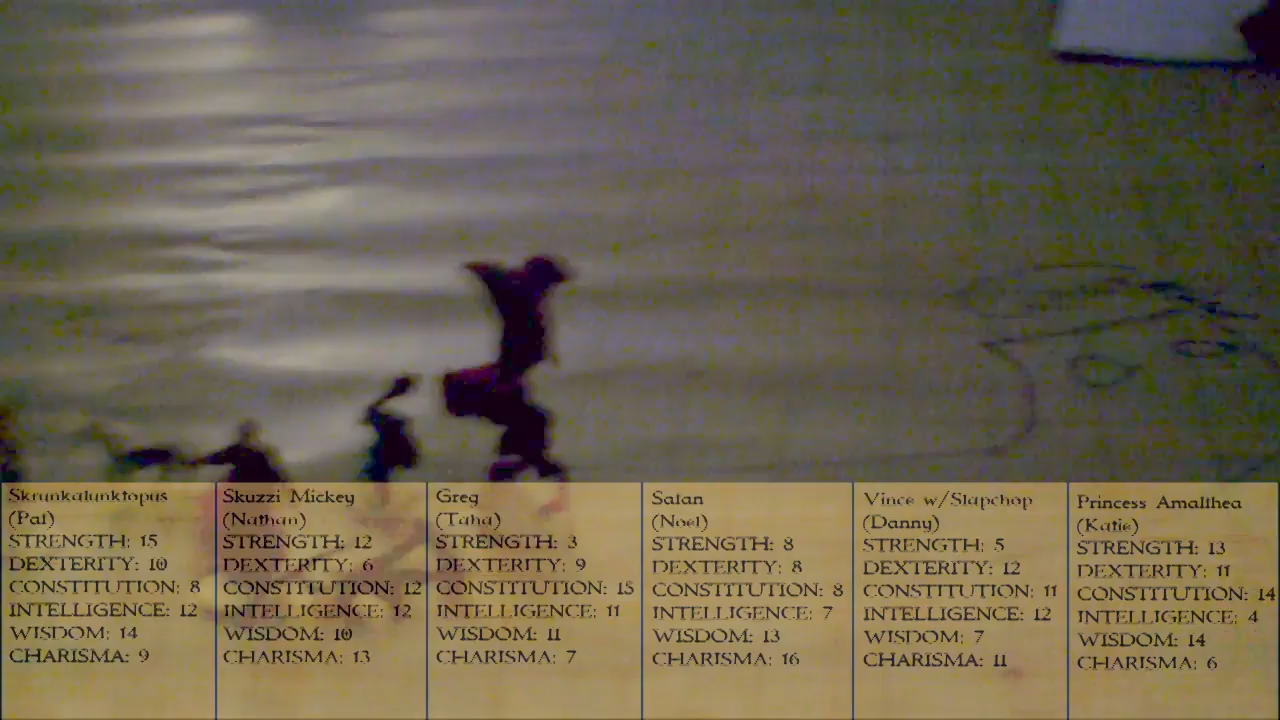 Skrunkalunktopus
(Pat)
STRENGTH: 15
DEXTERITY: 10
CONSTITUTION: 8
INTELLIGENCE: 12
WISDOM: 14
CHARISMA: 9
Skuzzi Mickey
(Nathan)
STRENGTH: 12
DEXTERITY: 6
CONSTITUTION: 12
INTELLIGENCE: 12
WISDOM: 10
CHARISMA: 13
Greg
(Taha)
STRENGTH: 3
DEXTERITY: 9
CONSTITUTION: 15
INTELLIGENCE: 11
WISDOM: 11
CHARISMA: 7
Satan
(Noel)
STRENGTH: 8
DEXTERITY: 8
CONSTITUTION: 8
INTELLIGENCE: 7
WISDOM: 13
CHARISMA: 16
Vince w/Slapchop
(Danny)
STRENGTH: 5
DEXTERITY: 12
CONSTITUTION: 11
INTELLIGENCE: 12
WISDOM: 7
CHARISMA: 11
Princess Amalthea
(Katie)
STRENGTH: 13
DEXTERITY: 11
CONSTITUTION: 14
INTELLIGENCE: 4
WISDOM: 14
CHARISMA: 6